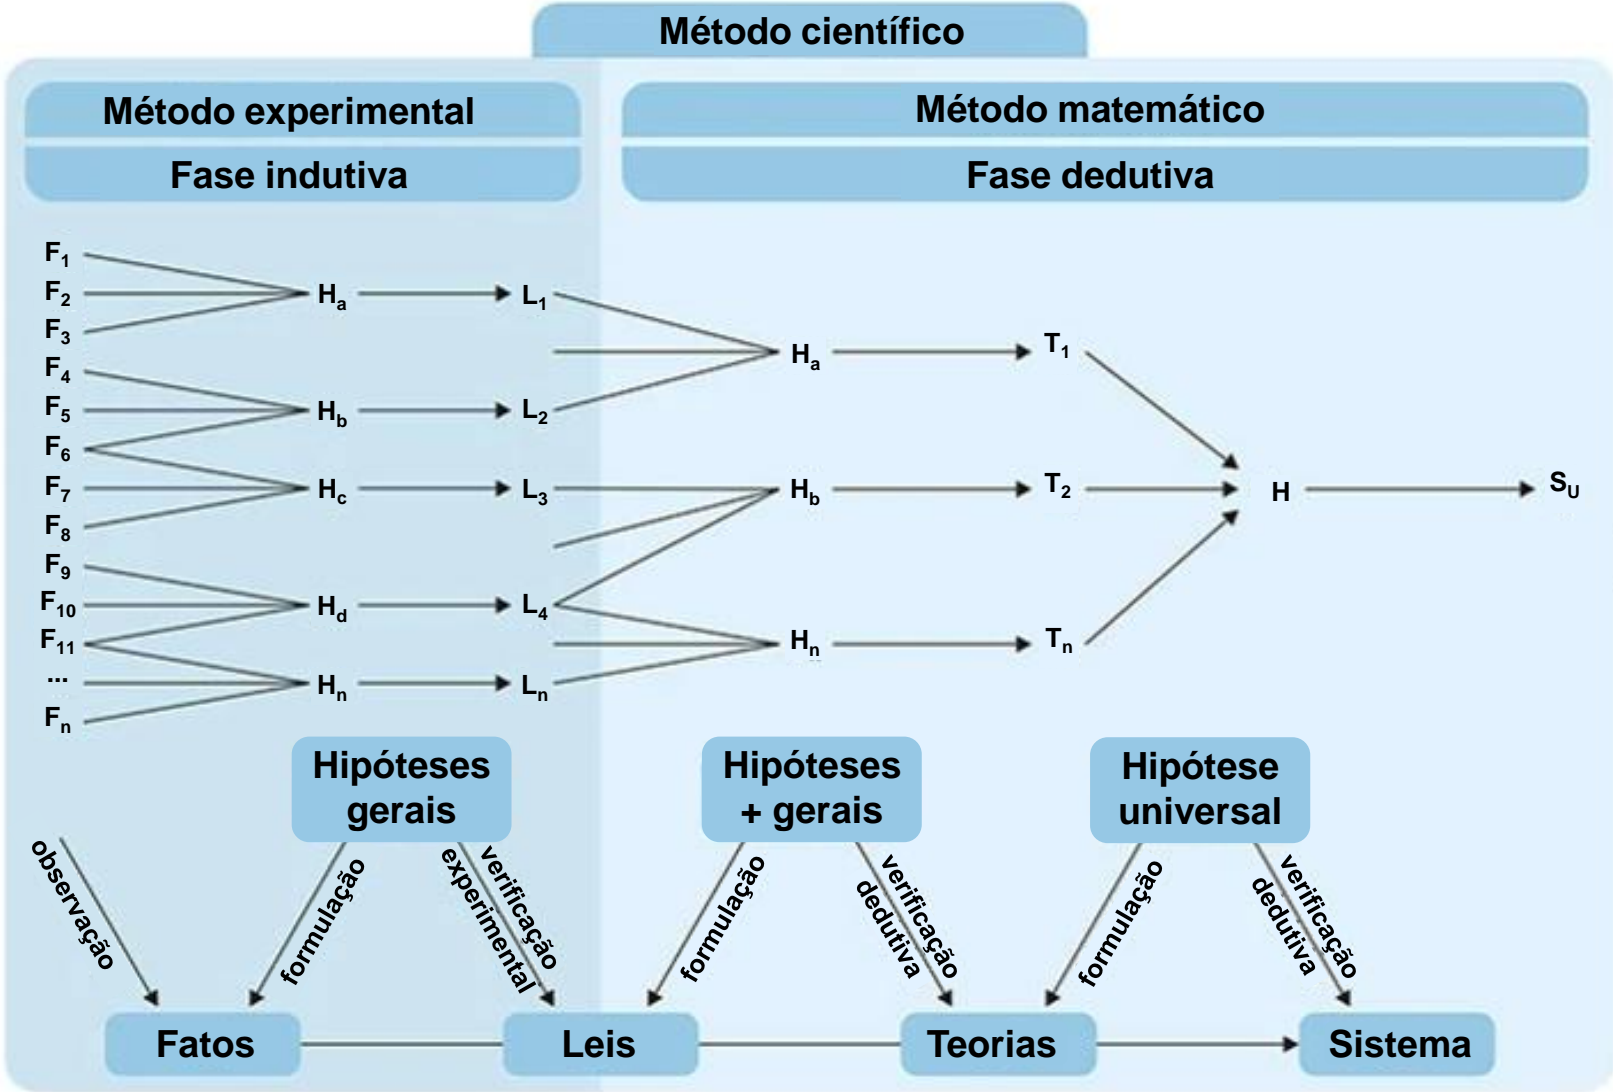 Método científico
Método experimental
Método matemático
Fase indutiva
Fase dedutiva
F1
F2
F3
F4
F5
F6
F7
F8
F9
F10
F11
...
Fn
Ha
Hb
Hc
Hd
Hn
L1
L2
L3
L4
Ln
Ha
Hb
Hn
T1
T2
Tn
H
SU
Hipóteses
gerais
Hipóteses
+ gerais
Hipótese
universal
observação
formulação
verificação
experimental
formulação
verificação
dedutiva
formulação
verificação
dedutiva
Fatos
Leis
Teorias
Sistema